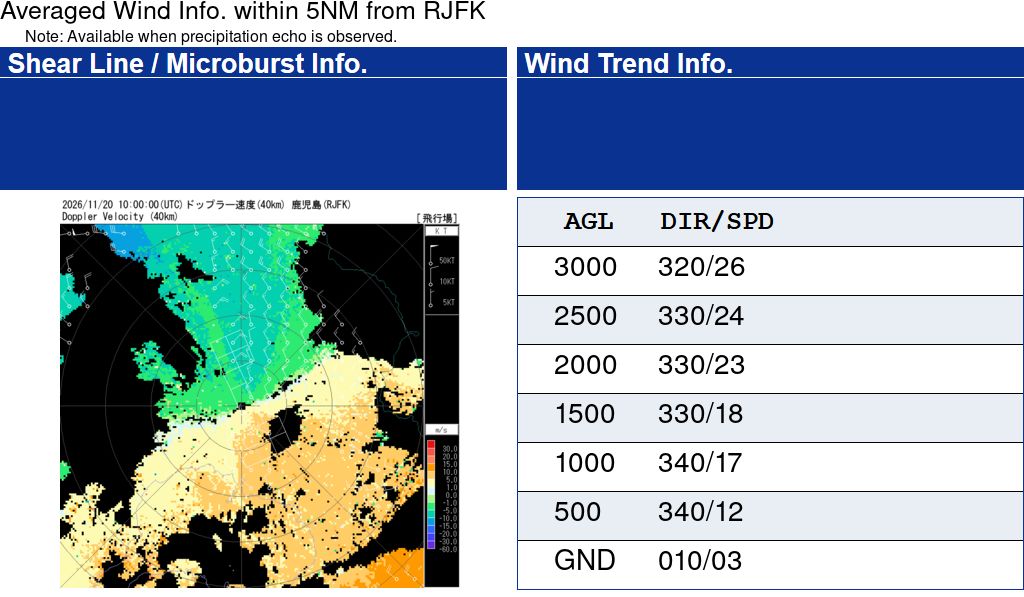 Averaged Wind Info. within 5NM from RJFK
Note: Available when precipitation echo is observed.
Shear Line / Microburst Info.
Wind Trend Info.
2026/11/20 10:00:00(UTC) ドップラー速度(40km) 鹿児島(RJFK)
Doppler Velocity (40km)
[飛行場]
KT
50KT
10KT
5KT
m/s
30.0
20.0
15.0
10.0
5.0
1.0
0.0
-1.0
-5.0
-10.0
-15.0
-20.0
-30.0
-60.0
AGL DIR/SPD
3000 320/26
2500 330/24
2000 330/23
1500 330/18
1000 340/17
500 340/12
GND 010/03